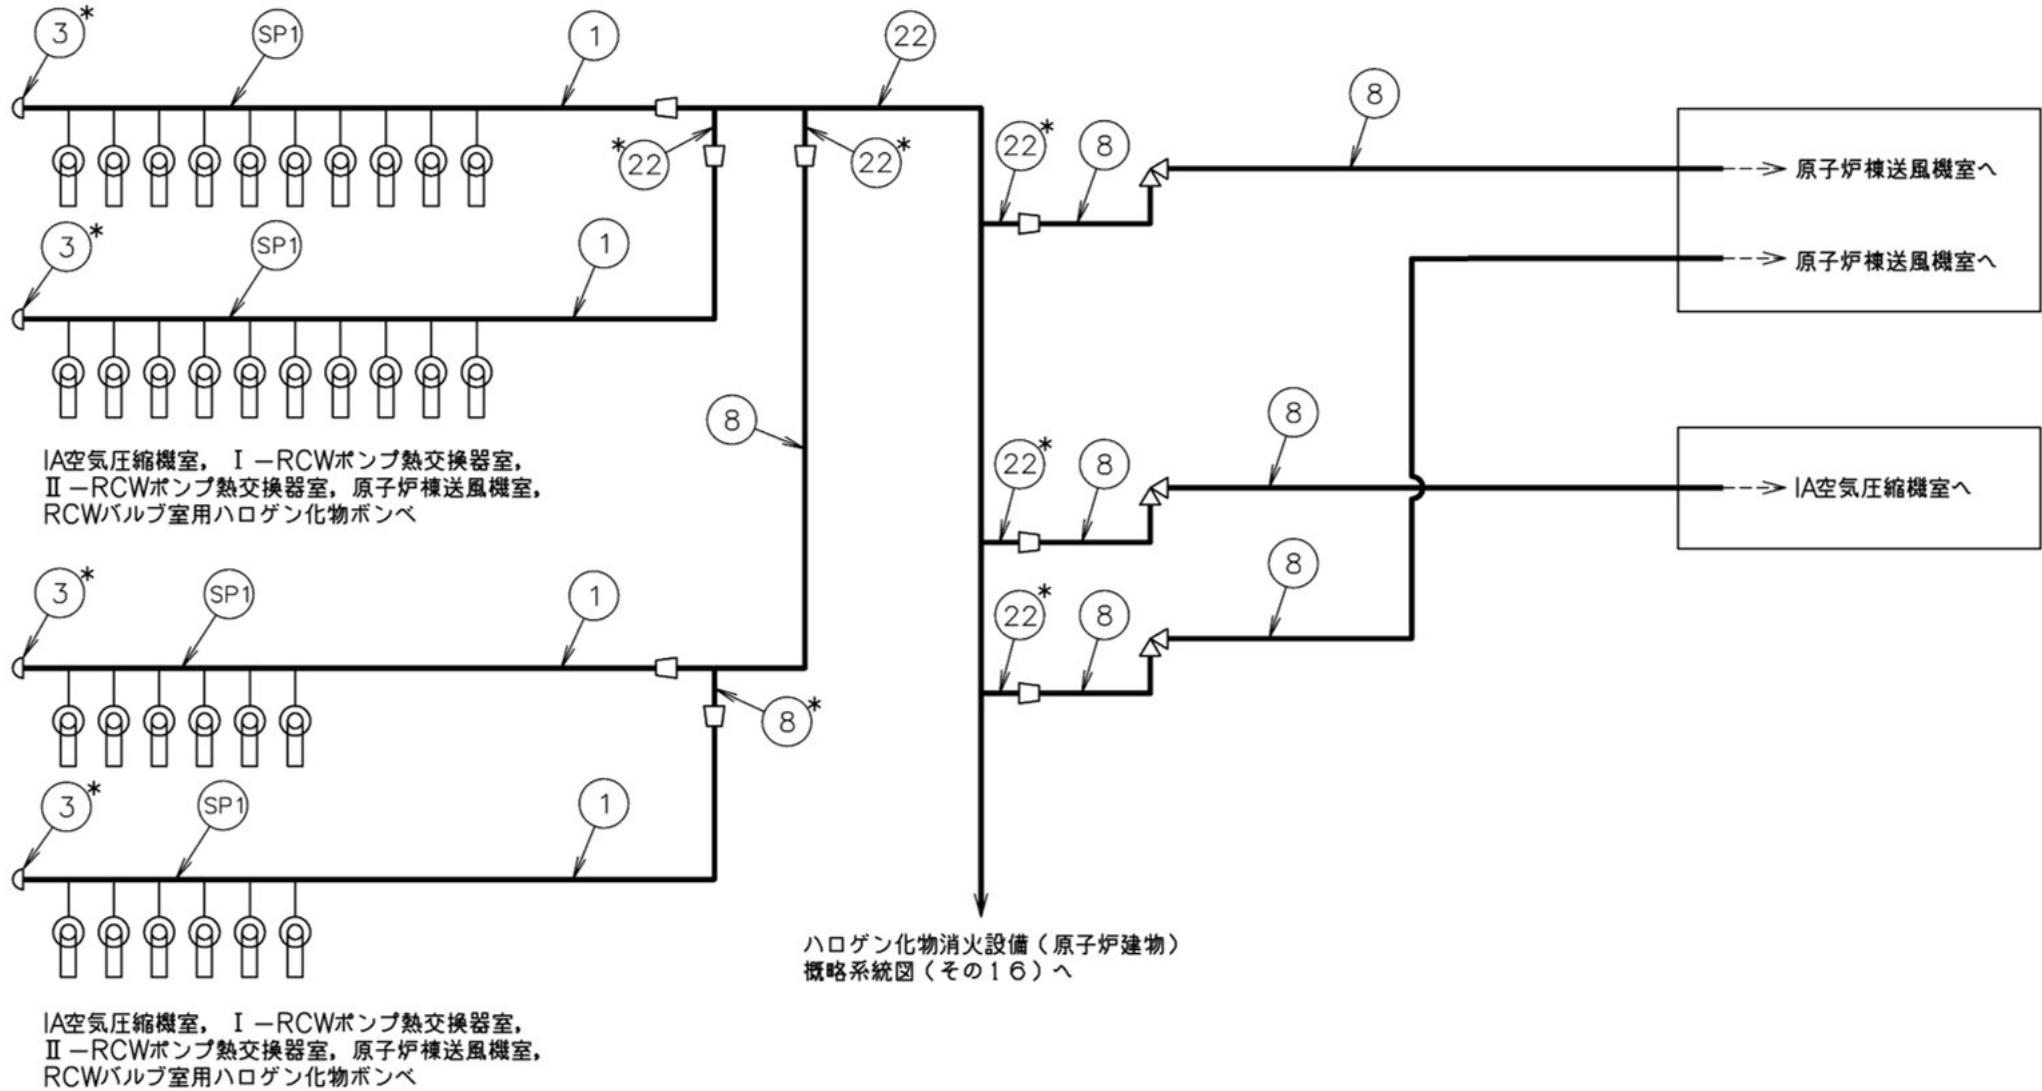 3*
SP1
1
22
8
*22
22*
22*
8
原子炉棟送風機室へ
3*
SP1
1
原子炉棟送風機室へ
8
8
22*
8
IA空気圧縮機室へ
IA空気圧縮機室, Ⅰ－RCWポンプ熱交換器室,
Ⅱ－RCWポンプ熱交換器室, 原子炉棟送風機室,
RCWバルブ室用ハロゲン化物ボンベ
3*
SP1
1
8
22*
8
8*
3*
SP1
1
ハロゲン化物消火設備（原子炉建物）
概略系統図（その１６）へ
IA空気圧縮機室, Ⅰ－RCWポンプ熱交換器室,
Ⅱ－RCWポンプ熱交換器室, 原子炉棟送風機室,
RCWバルブ室用ハロゲン化物ボンベ